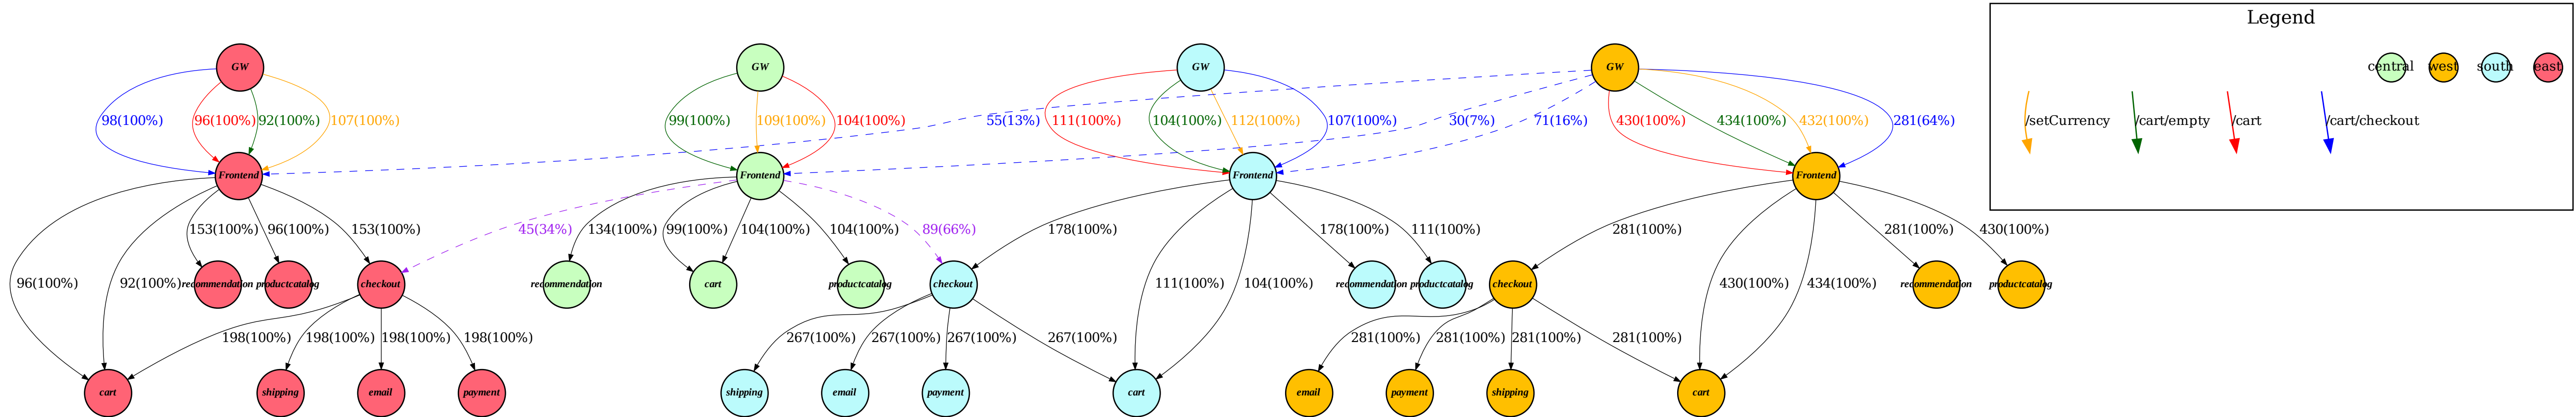 Legend
GW
GW
GW
GW
central
west
south
east
98(100%)
96(100%)
92(100%)
107(100%)
99(100%)
109(100%)
104(100%)
55(13%)
111(100%)
104(100%)
112(100%)
107(100%)
30(7%)
71(16%)
430(100%)
434(100%)
432(100%)
281(64%)
/setCurrency
/cart/empty
/cart
/cart/checkout
Frontend
Frontend
Frontend
Frontend
153(100%)
96(100%)
153(100%)
45(34%)
134(100%)
99(100%)
104(100%)
104(100%)
89(66%)
178(100%)
178(100%)
111(100%)
281(100%)
281(100%)
430(100%)
96(100%)
92(100%)
recommendation
productcatalog
checkout
recommendation
cart
productcatalog
checkout
111(100%)
104(100%)
recommendation
productcatalog
checkout
430(100%)
434(100%)
recommendation
productcatalog
198(100%)
198(100%)
198(100%)
198(100%)
267(100%)
267(100%)
267(100%)
267(100%)
281(100%)
281(100%)
281(100%)
281(100%)
cart
shipping
email
payment
shipping
email
payment
cart
email
payment
shipping
cart